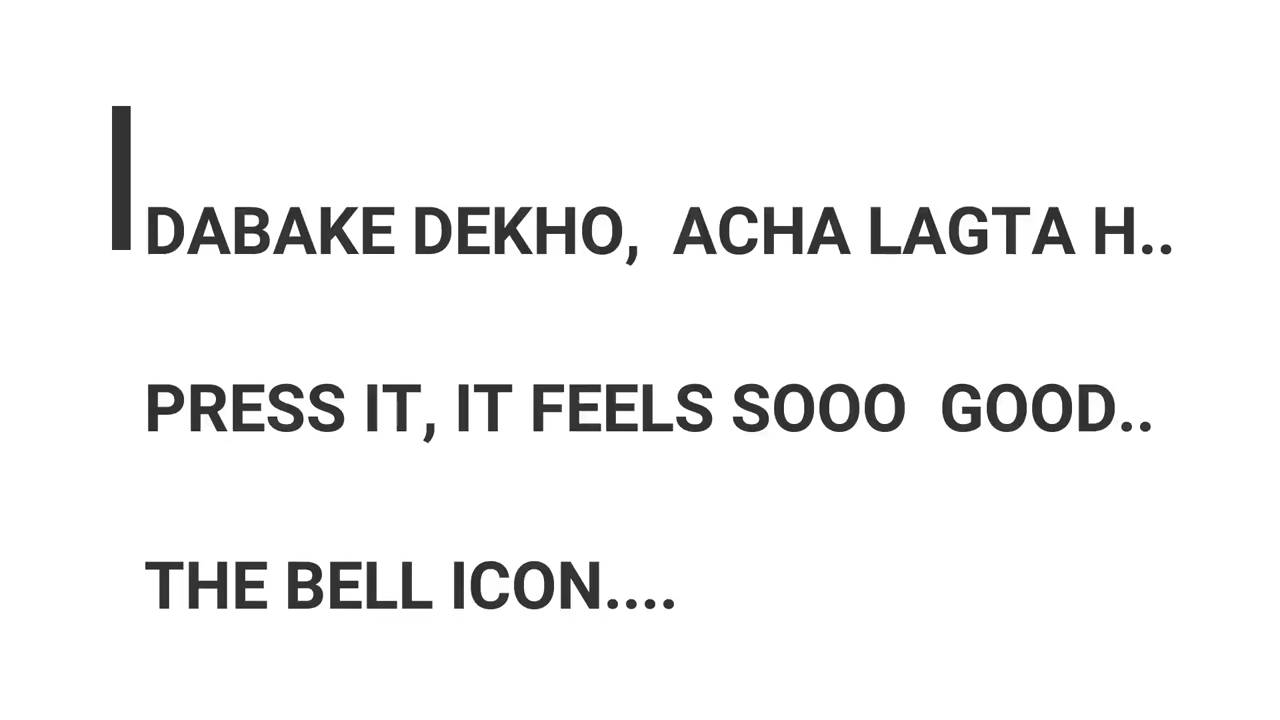 DABAKE DEKHO, ACHA LAGTA H..
PRESS IT, IT FEELS SOOO GOOD..
THE BELL ICON....